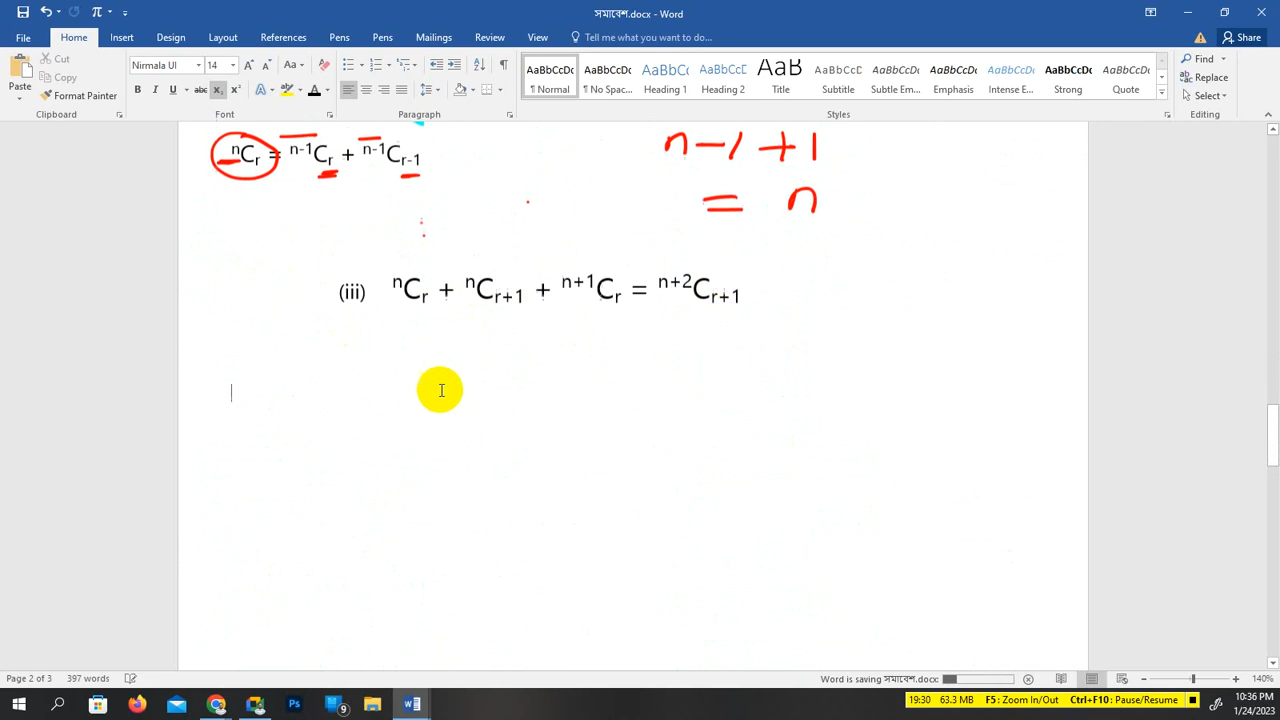 সমাবেশ.docx - Word
File Home Insert Design Layout References Pens Pens Mailings Review View Tell me what you want to do... Share
Cut
Copy
Format Painter
Paste
Nirmala UI 14
AaBbCcDc AaBbCcDc AaBbCc AaBbCcC AaB AaBbCcC AaBbCcDc AaBbCcDc AaBbCcDc AaBbCcDc AaBbCcDc
¶ Normal ¶ No Spac... Heading 1 Heading 2 Title Subtitle Subtle Em... Emphasis Intense E... Strong Quote
Find
Replace
Select
Clipboard Font Paragraph Styles Editing
ⁿCᵣ = ⁿ⁻¹Cᵣ + ⁿ⁻¹Cᵣ₋₁
n-1+1
= n
(iii) ⁿCᵣ + ⁿCᵣ₊₁ + ⁿ⁺¹Cᵣ = ⁿ⁺²Cᵣ₊₁
Page 2 of 3 397 words Word is saving সমাবেশ.docx 140%
19:30 63.3 MB F5: Zoom In/Out Ctrl+F10: Pause/Resume
10:36 PM
1/24/2023